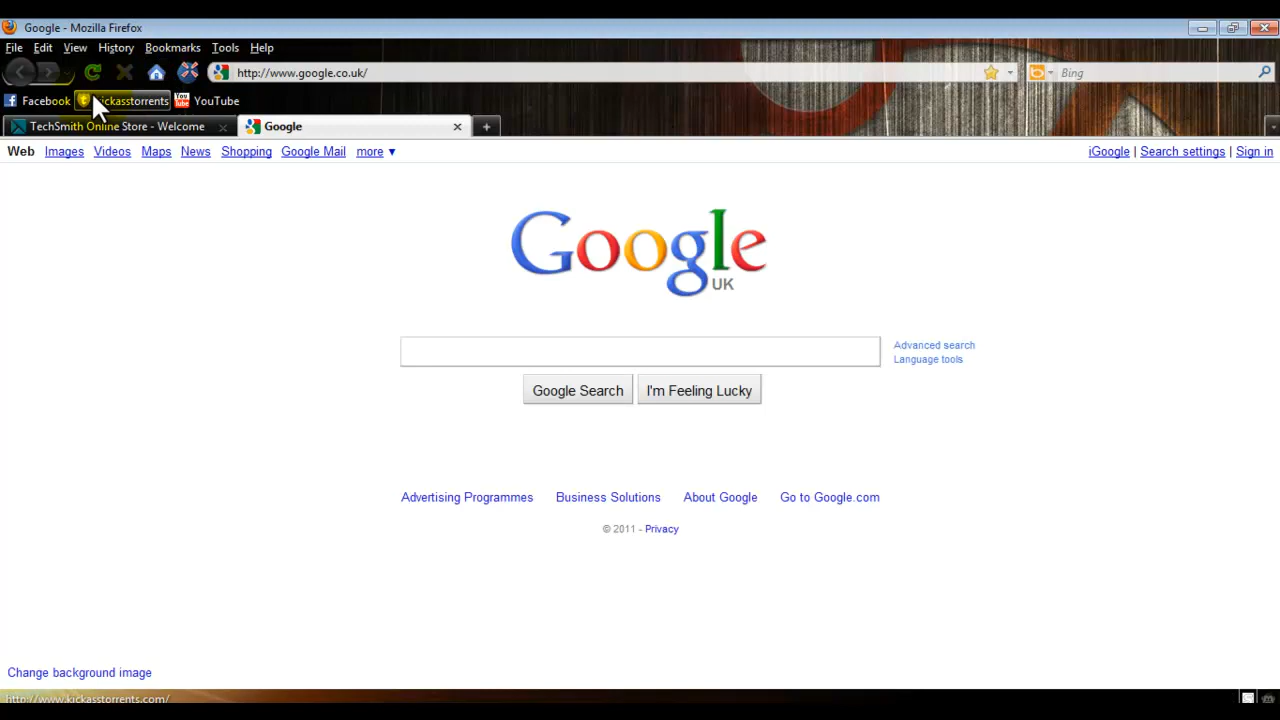 Google - Mozilla Firefox
File Edit View History Bookmarks Tools Help
http://www.google.co.uk/ Bing
Facebook kickasstorrents You Tube YouTube
TechSmith Online Store - Welcome Google
Web Images Videos Maps News Shopping Google Mail more iGoogle | Search settings | Sign in
Google
UK
Advanced search
Language tools
Google Search I'm Feeling Lucky
Advertising Programmes Business Solutions About Google Go to Google.com
© 2011 - Privacy
Change background image
http://www.kickasstorrents.com/